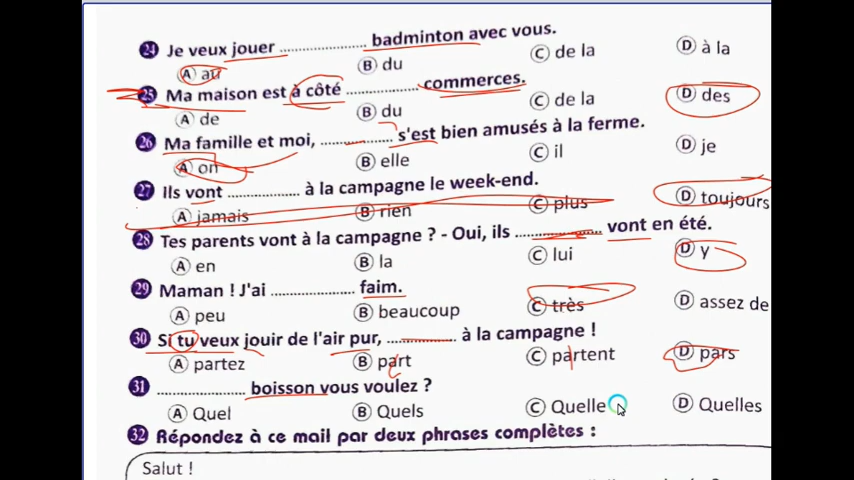 24 Je veux jouer .................... badminton avec vous.
A au B du C de la D à la
25 Ma maison est à côté .................... commerces.
A de B du C de la D des
26 Ma famille et moi, .................... s'est bien amusés à la ferme.
A on B elle C il D je
27 Ils vont .................... à la campagne le week-end.
A jamais B rien C plus D toujours
28 Tes parents vont à la campagne ? - Oui, ils .................... vont en été.
A en B la C lui D y
29 Maman ! J'ai .................... faim.
A peu B beaucoup C très D assez de
30 Si tu veux jouir de l'air pur, .................... à la campagne !
A partez B part C partent D pars
31 .................... boisson vous voulez ?
A Quel B Quels C Quelle D Quelles
32 Répondez à ce mail par deux phrases complètes :
Salut !